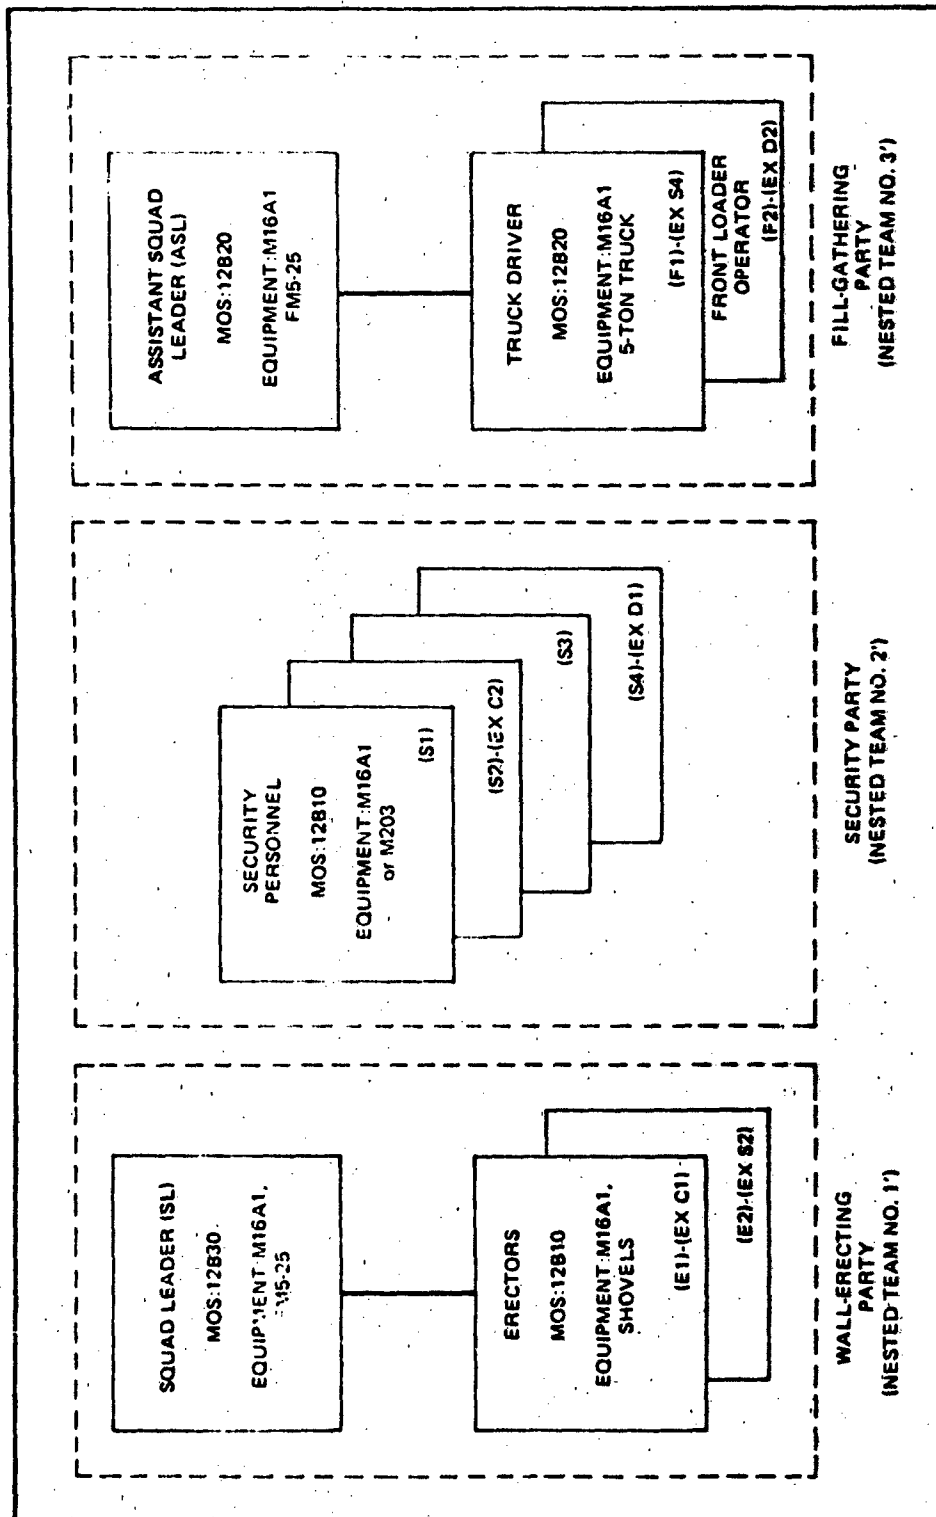 SQUAD LEADER (SL)
MOS:12B30
EQUIPMENT:M16A1,
M5-25
ERECTORS
MOS:12B10
EQUIPMENT:M16A1,
SHOVELS
(E1)-(EX C1)
(E2)-(EX S2)
WALL-ERECTING
PARTY
(NESTED TEAM NO. 1')
SECURITY
PERSONNEL
MOS:12B10
EQUIPMENT:M16A1
or M203
(S1)
(S2)-(EX C2)
(S3)
(S4)-(EX D1)
SECURITY PARTY
(NESTED TEAM NO. 2')
ASSISTANT SQUAD
LEADER (ASL)
MOS:12B20
EQUIPMENT:M16A1
FM5-25
TRUCK DRIVER
MOS:12B20
EQUIPMENT:M16A1
5-TON TRUCK
(F1)-(EX S4)
FRONT LOADER
OPERATOR
(F2)-(EX D2)
FILL-GATHERING
PARTY
(NESTED TEAM NO. 3')